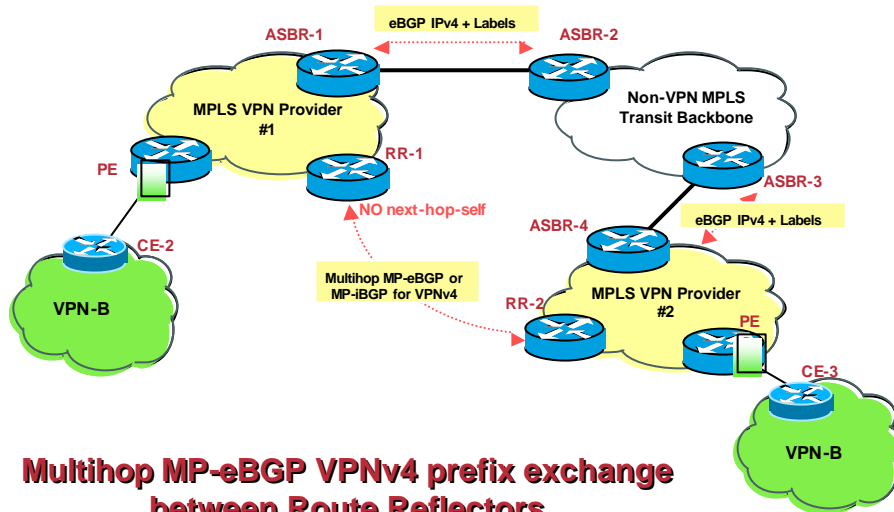 eBGP IPv4 + Labels
ASBR-1
ASBR-2
MPLS VPN Provider
#1
Non-VPN MPLS
Transit Backbone
PE
RR-1
ASBR-3
NO next-hop-self
eBGP IPv4 + Labels
ASBR-4
CE-2
Multihop MP-eBGP or
MP-iBGP for VPNv4
VPN-B
MPLS VPN Provider
#2
RR-2
PE
CE-3
VPN-B
Multihop MP-eBGP VPNv4 prefix exchange
between Route Reflectors